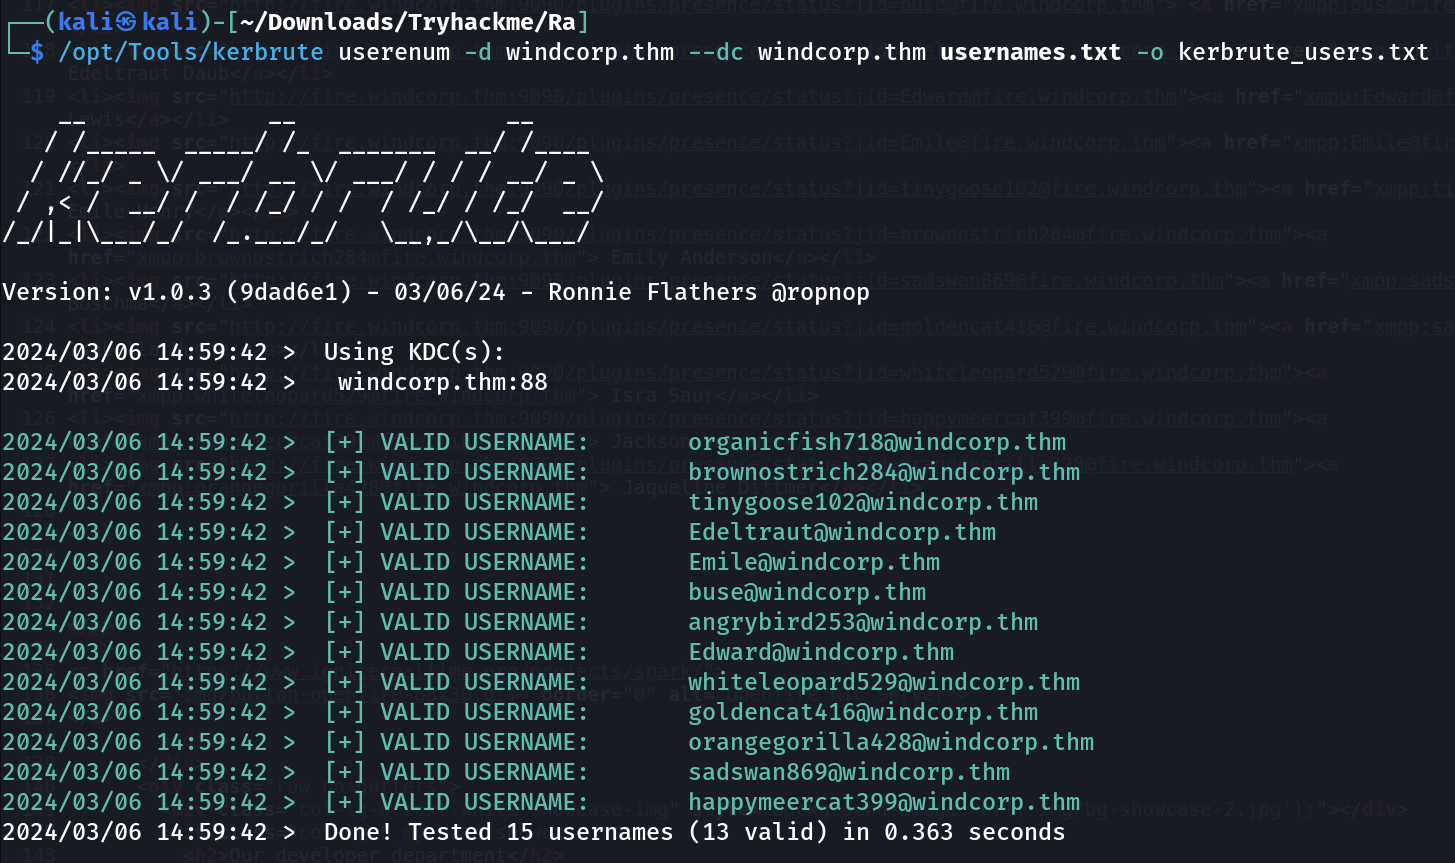 ┌──(kali㉿kali)-[~/Downloads/Tryhackme/Ra]
└─$ /opt/Tools/kerbrute userenum -d windcorp.thm --dc windcorp.thm usernames.txt -o kerbrute_users.txt
    __             __               __
   / /_____  _____/ /_  _______  __/ /____
  / //_/ _ \/ ___/ __ \/ ___/ / / / __/ _ \
 / ,< /  __/ /  / /_/ / /  / /_/ / /_/  __/
/_/|_|\___/_/  /_.___/_/   \__,_/\__/\___/
Version: v1.0.3 (9dad6e1) - 03/06/24 - Ronnie Flathers @ropnop
2024/03/06 14:59:42 >  Using KDC(s):
2024/03/06 14:59:42 >   windcorp.thm:88
2024/03/06 14:59:42 >  [+] VALID USERNAME:       organicfish718@windcorp.thm
2024/03/06 14:59:42 >  [+] VALID USERNAME:       brownostrich284@windcorp.thm
2024/03/06 14:59:42 >  [+] VALID USERNAME:       tinygoose102@windcorp.thm
2024/03/06 14:59:42 >  [+] VALID USERNAME:       Edeltraut@windcorp.thm
2024/03/06 14:59:42 >  [+] VALID USERNAME:       Emile@windcorp.thm
2024/03/06 14:59:42 >  [+] VALID USERNAME:       buse@windcorp.thm
2024/03/06 14:59:42 >  [+] VALID USERNAME:       angrybird253@windcorp.thm
2024/03/06 14:59:42 >  [+] VALID USERNAME:       Edward@windcorp.thm
2024/03/06 14:59:42 >  [+] VALID USERNAME:       whiteleopard529@windcorp.thm
2024/03/06 14:59:42 >  [+] VALID USERNAME:       goldencat416@windcorp.thm
2024/03/06 14:59:42 >  [+] VALID USERNAME:       orangegorilla428@windcorp.thm
2024/03/06 14:59:42 >  [+] VALID USERNAME:       sadswan869@windcorp.thm
2024/03/06 14:59:42 >  [+] VALID USERNAME:       happymeercat399@windcorp.thm
2024/03/06 14:59:42 >  Done! Tested 15 usernames (13 valid) in 0.363 seconds